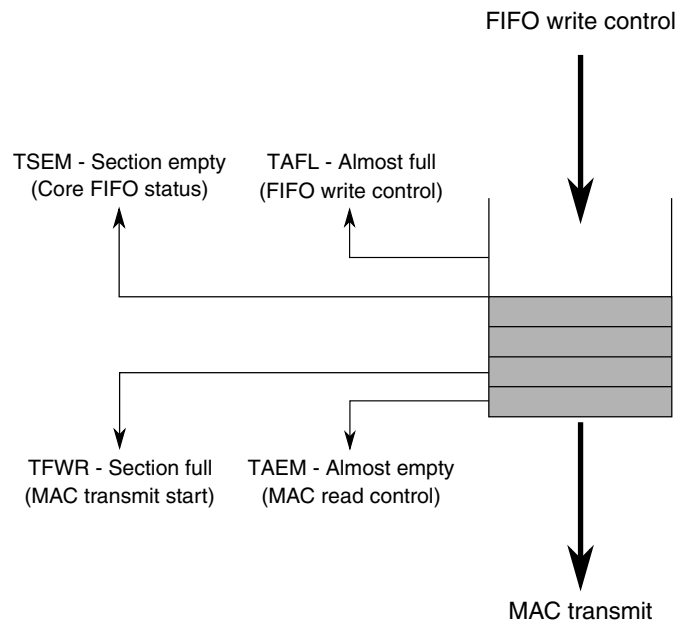 FIFO write control
TSEM - Section empty
(Core FIFO status)
TAFL - Almost full
(FIFO write control)
TFWR - Section full
(MAC transmit start)
TAEM - Almost empty
(MAC read control)
MAC transmit